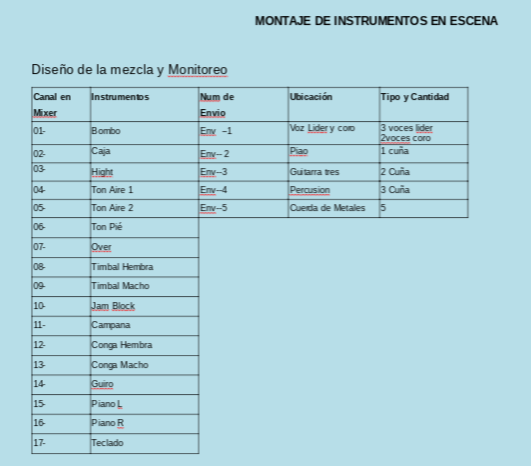 MONTAJE DE INSTRUMENTOS EN ESCENA
Diseño de la mezcla y Monitoreo
Canal en Mixer Instrumentos Num de Envio Ubicación Tipo y Cantidad
01- Bombo Env –1 Voz Lider y coro 3 voces lider 2voces coro
02- Caja Env– 2 Piao 1 cuña
03- Hight Env–3 Guitarra tres 2 Cuña
04- Ton Aire 1 Env–4 Percusion 3 Cuña
05- Ton Aire 2 Env–5 Cuerda de Metales 5
06- Ton Pié
07- Over
08- Timbal Hembra
09- Timbal Macho
10- Jam Block
11- Campana
12- Conga Hembra
13- Conga Macho
14- Guiro
15- Piano L
16- Piano R
17- Teclado